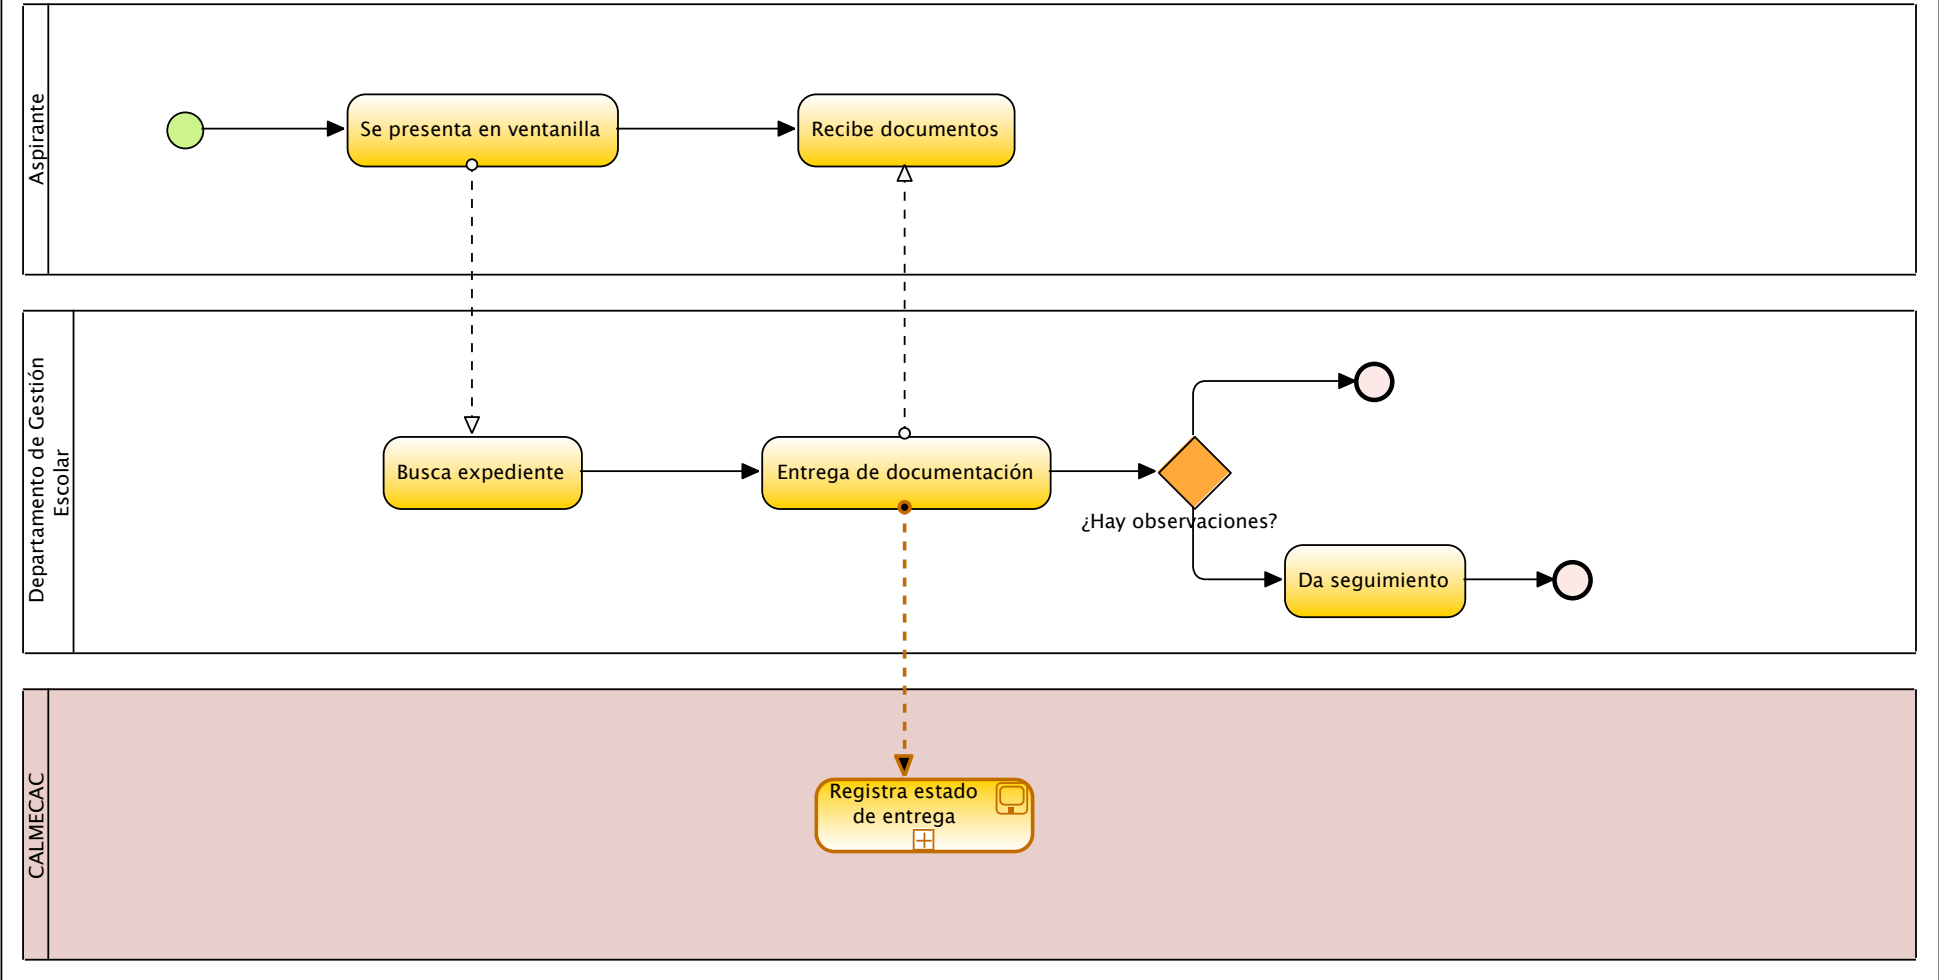 Aspirante
Se presenta en ventanilla
Recibe documentos
Departamento de Gestión
Escolar
Busca expediente
Entrega de documentación
¿Hay observaciones?
Da seguimiento
CALMECAC
Registra estado
de entrega